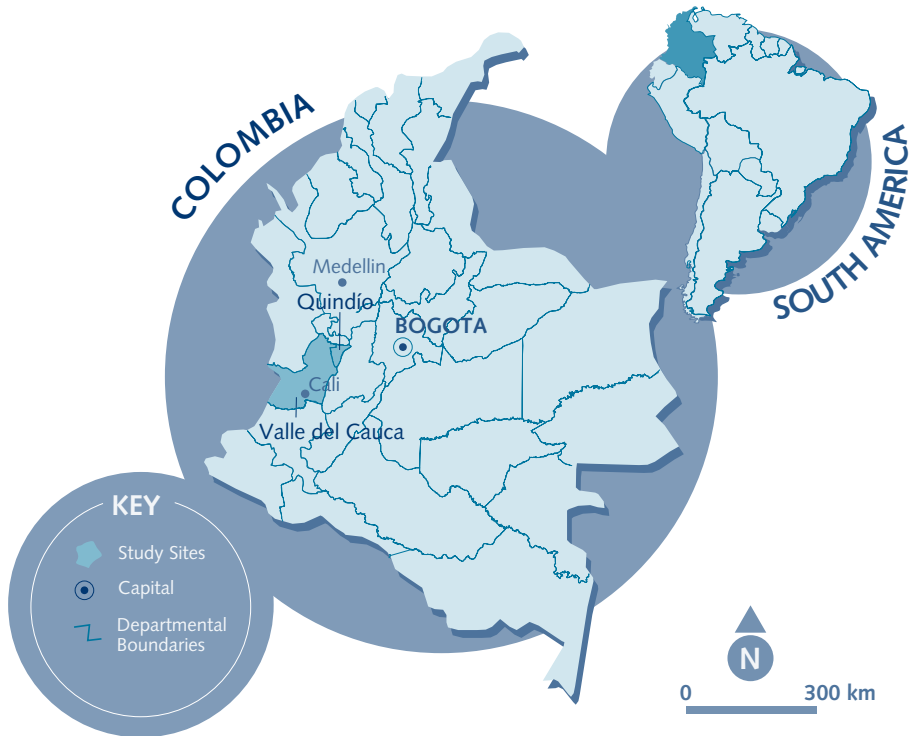 COLOMBIA
SOUTH AMERICA
Medellin
Quindío
BOGOTA
Cali
Valle del Cauca
KEY
Study Sites
Capital
Departmental
Boundaries
N
0 300 km